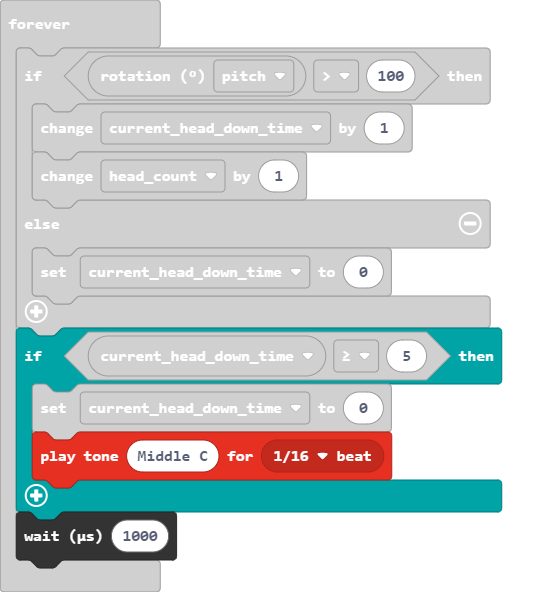 forever
if rotation (º) pitch > 100 then
change current_head_down_time by 1
change head_count by 1
else
set current_head_down_time to 0
if current_head_down_time ≥ 5 then
set current_head_down_time to 0
play tone Middle C for 1/16 beat
wait (µs) 1000